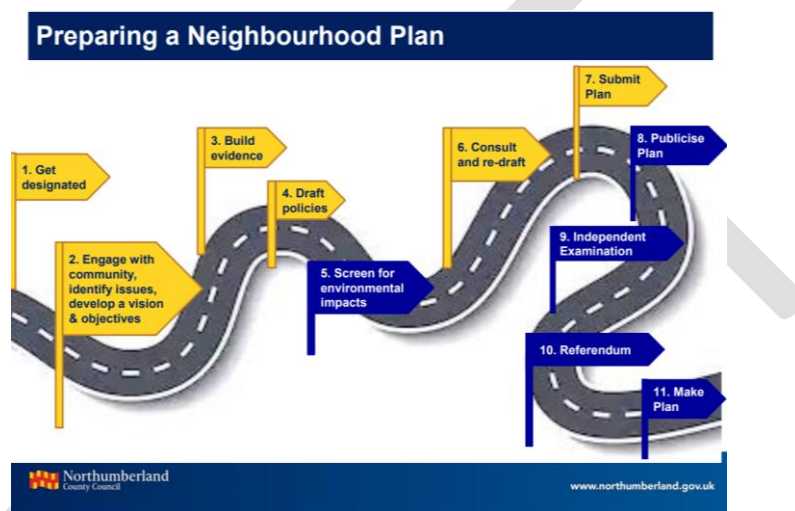 Preparing a Neighbourhood Plan
1. Get
designated
2. Engage with
community,
identify issues,
develop a vision
& objectives
3. Build
evidence
4. Draft
policies
5. Screen for
environmental
impacts
6. Consult
and re-draft
7. Submit
Plan
8. Publicise
Plan
9. Independent
Examination
10. Referendum
11. Make
Plan
Northumberland
County Council
www.northumberland.gov.uk